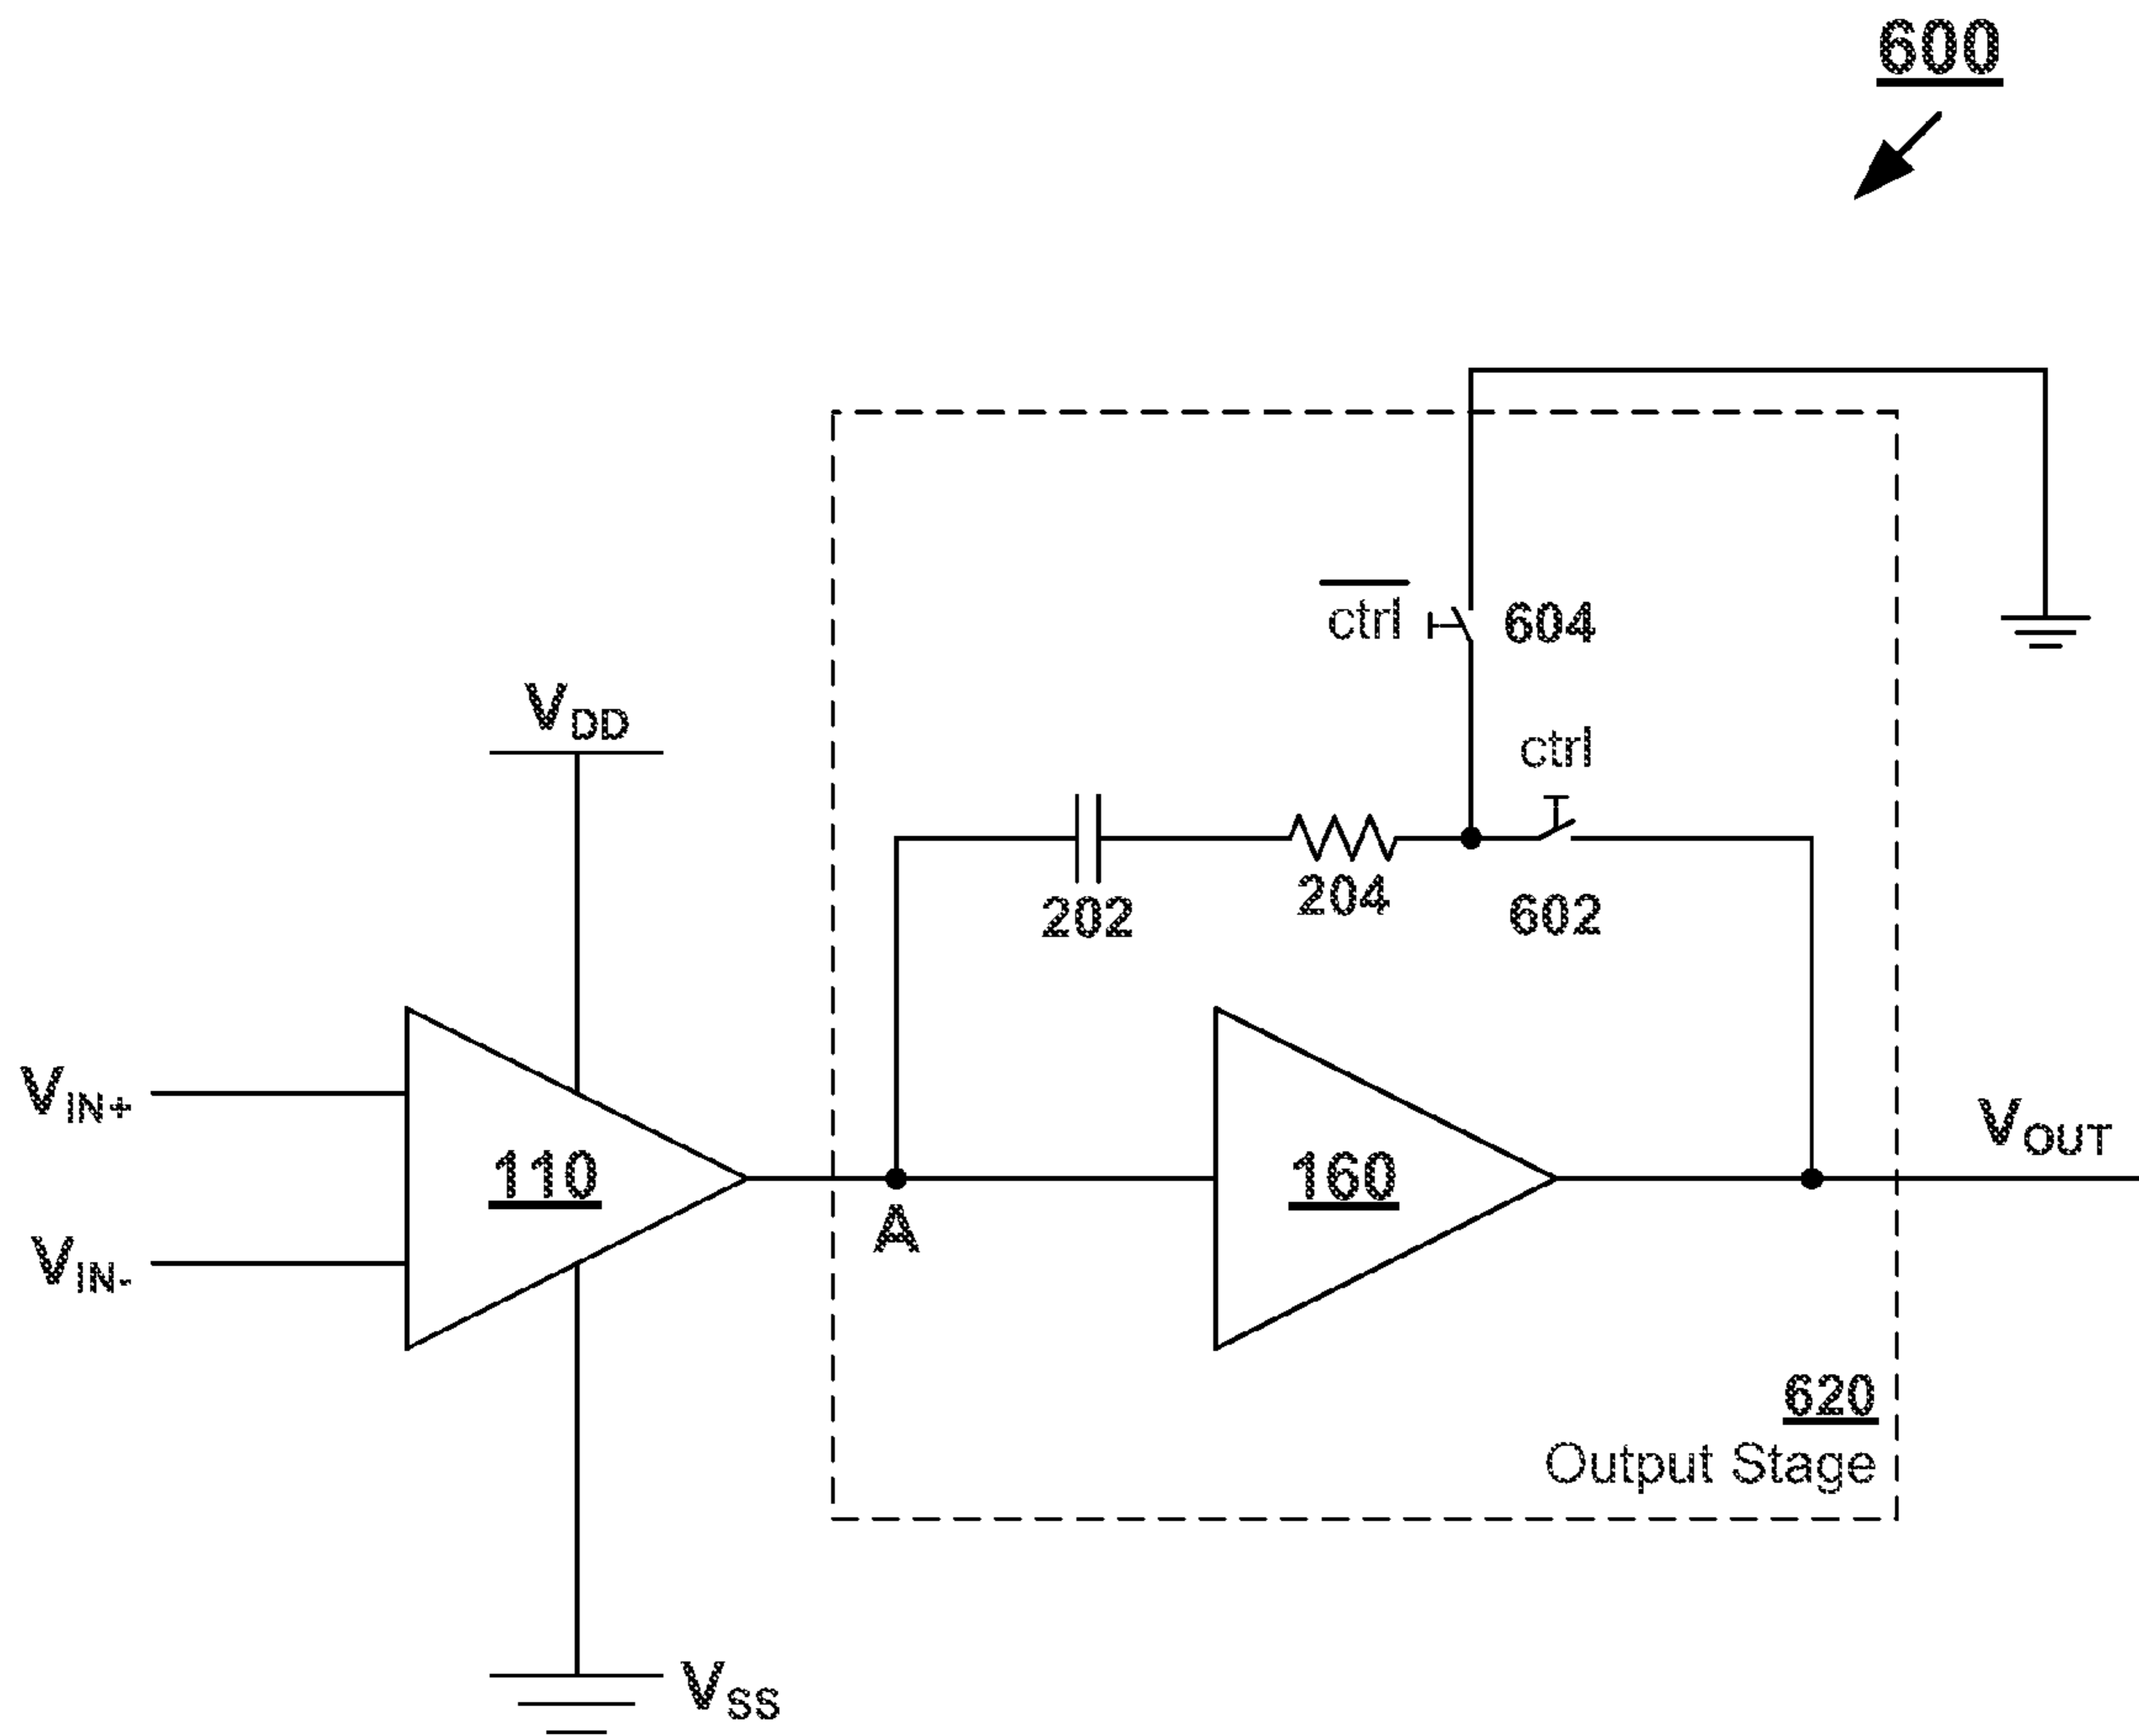 600
ctrl
604
VDD
ctrl
202
204
602
VIN+
110
160
VOUT
A
VIN-
620
Output Stage
VSS